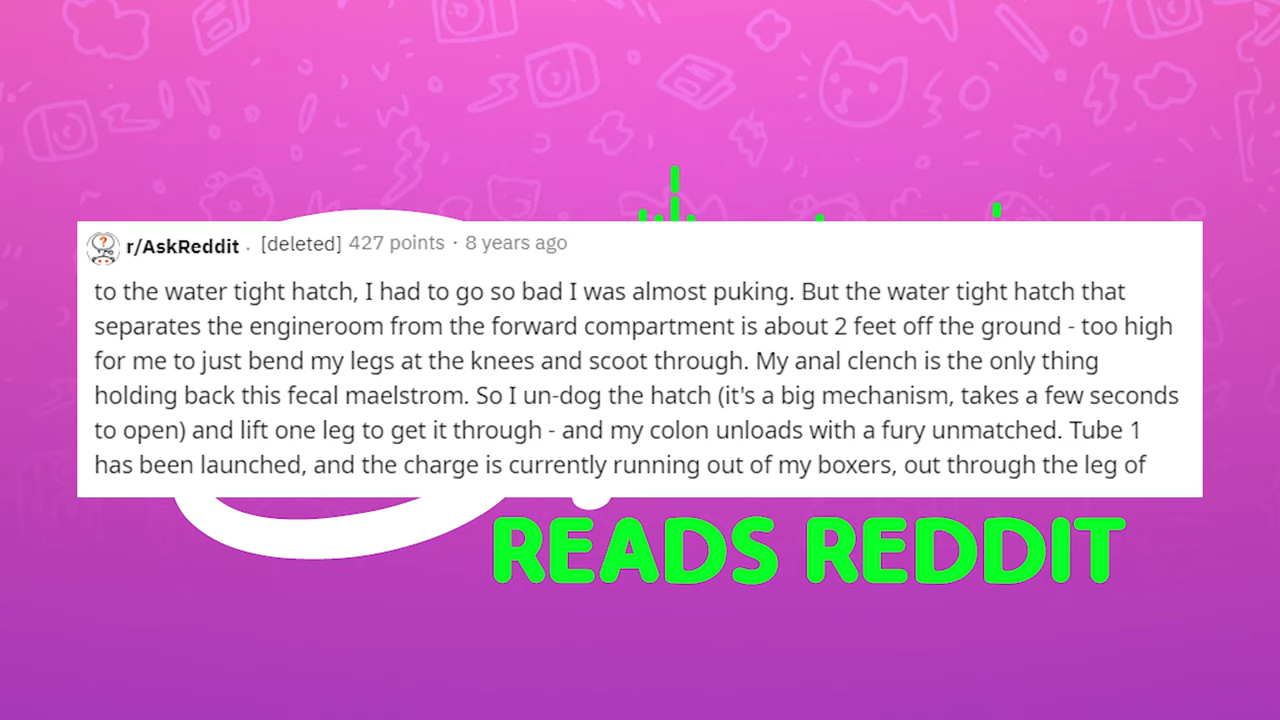 r/AskReddit · [deleted] 427 points · 8 years ago
to the water tight hatch, I had to go so bad I was almost puking. But the water tight hatch that
separates the engineroom from the forward compartment is about 2 feet off the ground - too high
for me to just bend my legs at the knees and scoot through. My anal clench is the only thing
holding back this fecal maelstrom. So I un-dog the hatch (it's a big mechanism, takes a few seconds
to open) and lift one leg to get it through - and my colon unloads with a fury unmatched. Tube 1
has been launched, and the charge is currently running out of my boxers, out through the leg of
READS REDDIT